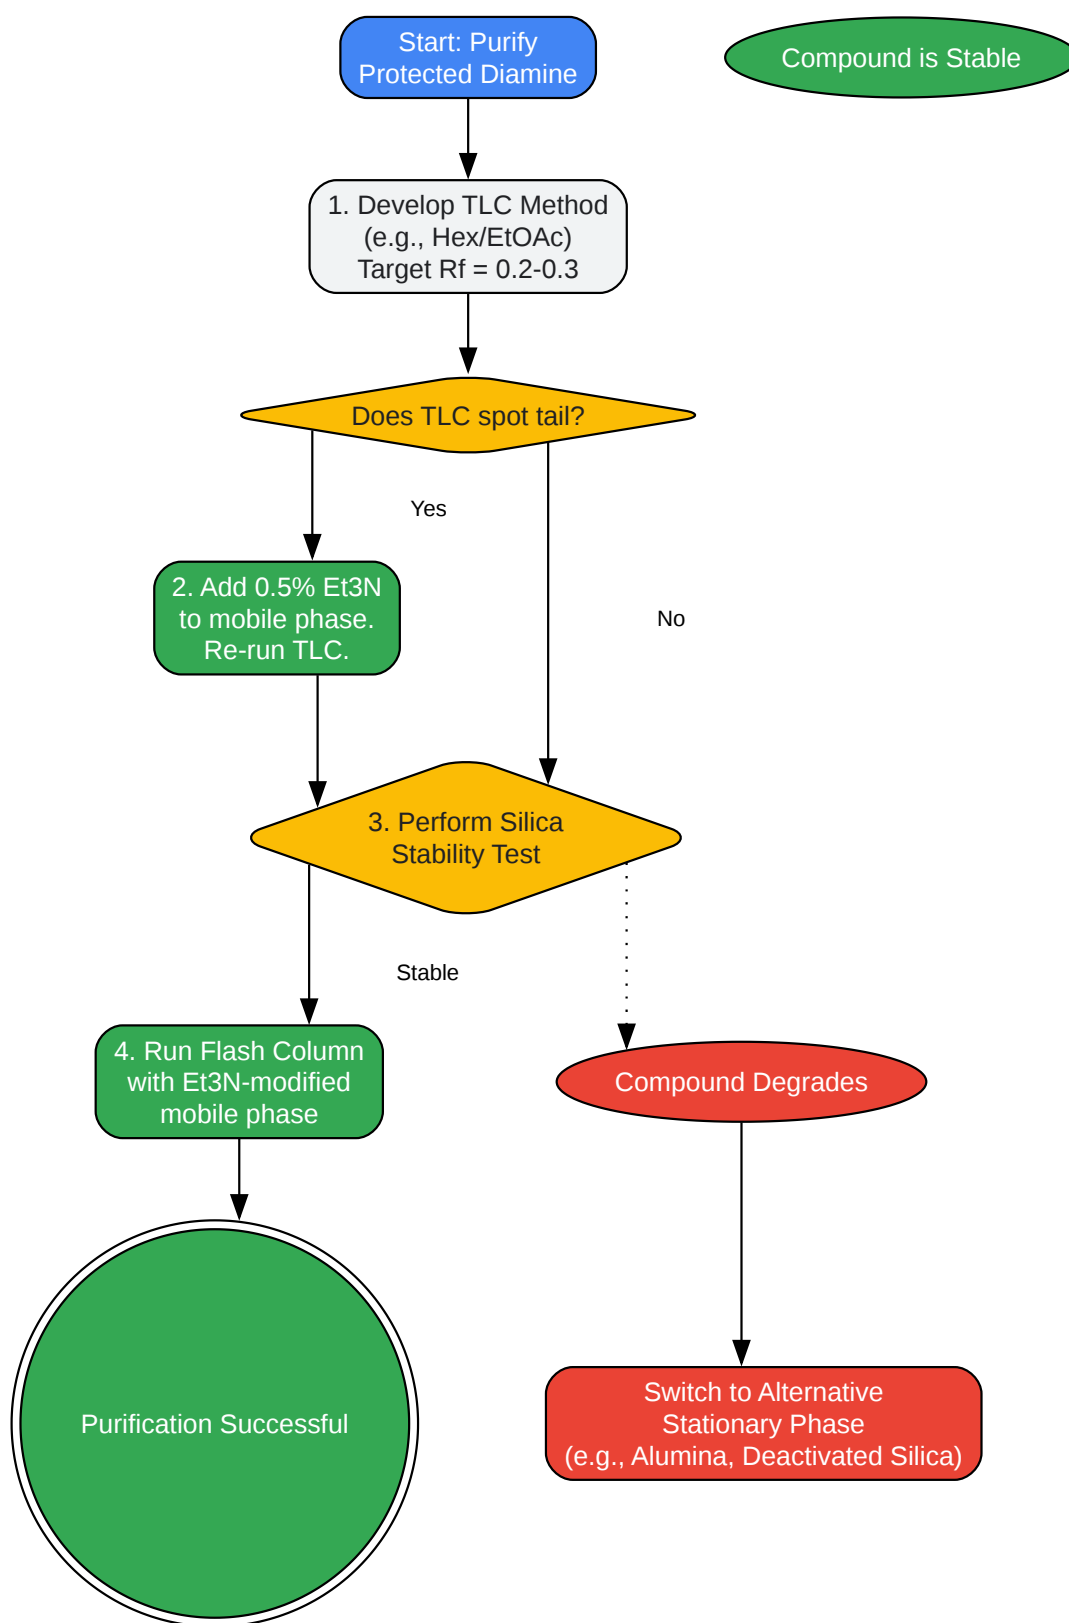 Start: Purify
Protected Diamine
Compound is Stable
1. Develop TLC Method
(e.g., Hex/EtOAc)
Target Rf = 0.2-0.3
Does TLC spot tail?
Yes
No
2. Add 0.5% Et3N
to mobile phase.
Re-run TLC.
3. Perform Silica
Stability Test
Stable
4. Run Flash Column
with Et3N-modified
mobile phase
Compound Degrades
Purification Successful
Switch to Alternative
Stationary Phase
(e.g., Alumina, Deactivated Silica)